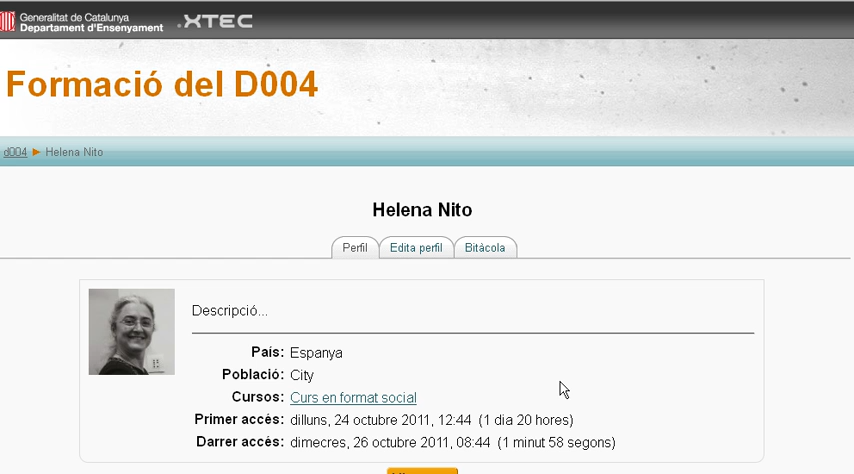 Generalitat de Catalunya
Departament d'Ensenyament
.XTEC
Formació del D004
d004 ► Helena Nito
Helena Nito
Perfil Edita perfil Bitàcola
Descripció...
País: Espanya
Població: City
Cursos: Curs en format social
Primer accés: dilluns, 24 octubre 2011, 12:44 (1 dia 20 hores)
Darrer accés: dimecres, 26 octubre 2011, 08:44 (1 minut 58 segons)